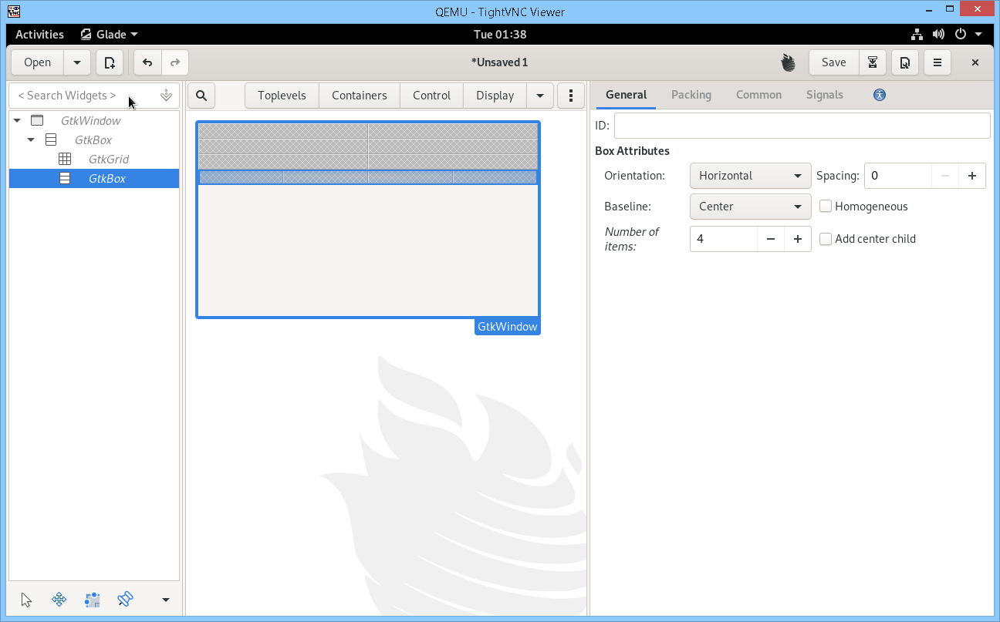 QEMU - TightVNC Viewer
Activities Glade Tue 01:38
Open *Unsaved 1 Save
< Search Widgets > Toplevels Containers Control Display General Packing Common Signals
GtkWindow
GtkBox
GtkGrid
GtkBox
GtkWindow
ID:
Box Attributes
Orientation: Horizontal Spacing: 0
Baseline: Center Homogeneous
Number of items: 4 Add center child